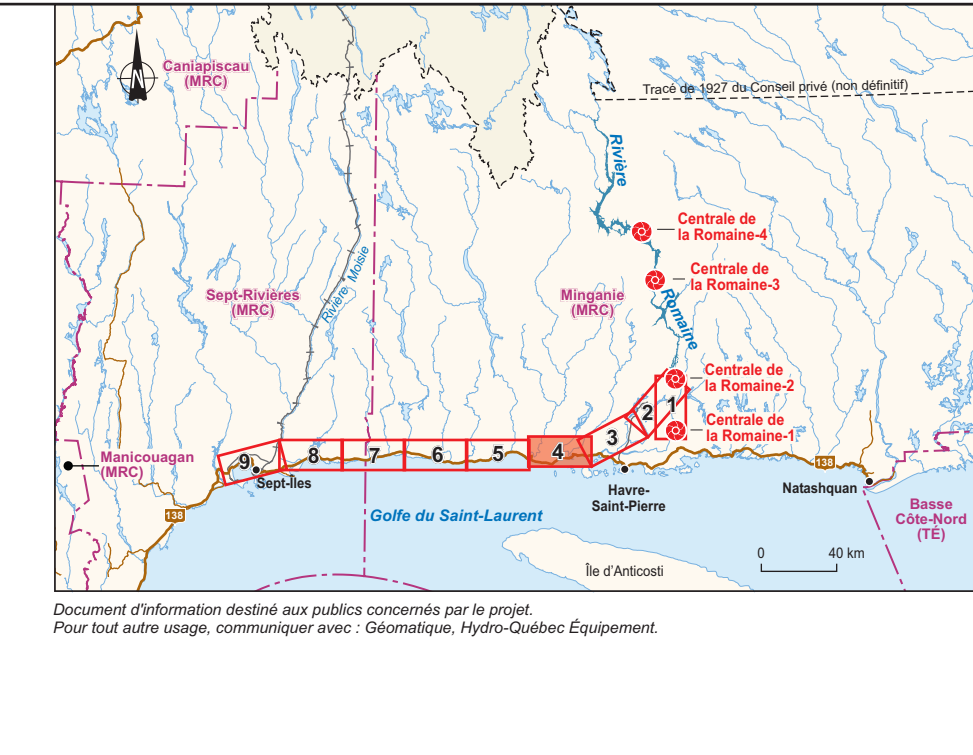 N
Caniapiscau
(MRC)
Tracé de 1927 du Conseil privé (non définitif)
Rivière
Centrale de
la Romaine-4
Centrale de
la Romaine-3
Romaine
Rivière Moisie
Sept-Rivières
(MRC)
Minganie
(MRC)
Centrale de
la Romaine-2
Centrale de
la Romaine-1
1
2
3
4
5
6
7
8
9
Manicouagan
(MRC)
Sept-Îles
138
138
Havre-
Saint-Pierre
Natashquan
Basse
Côte-Nord
(TÉ)
Golfe du Saint-Laurent
Île d'Anticosti
0 40 km
Document d'information destiné aux publics concernés par le projet.
Pour tout autre usage, communiquer avec : Géomatique, Hydro-Québec Équipement.